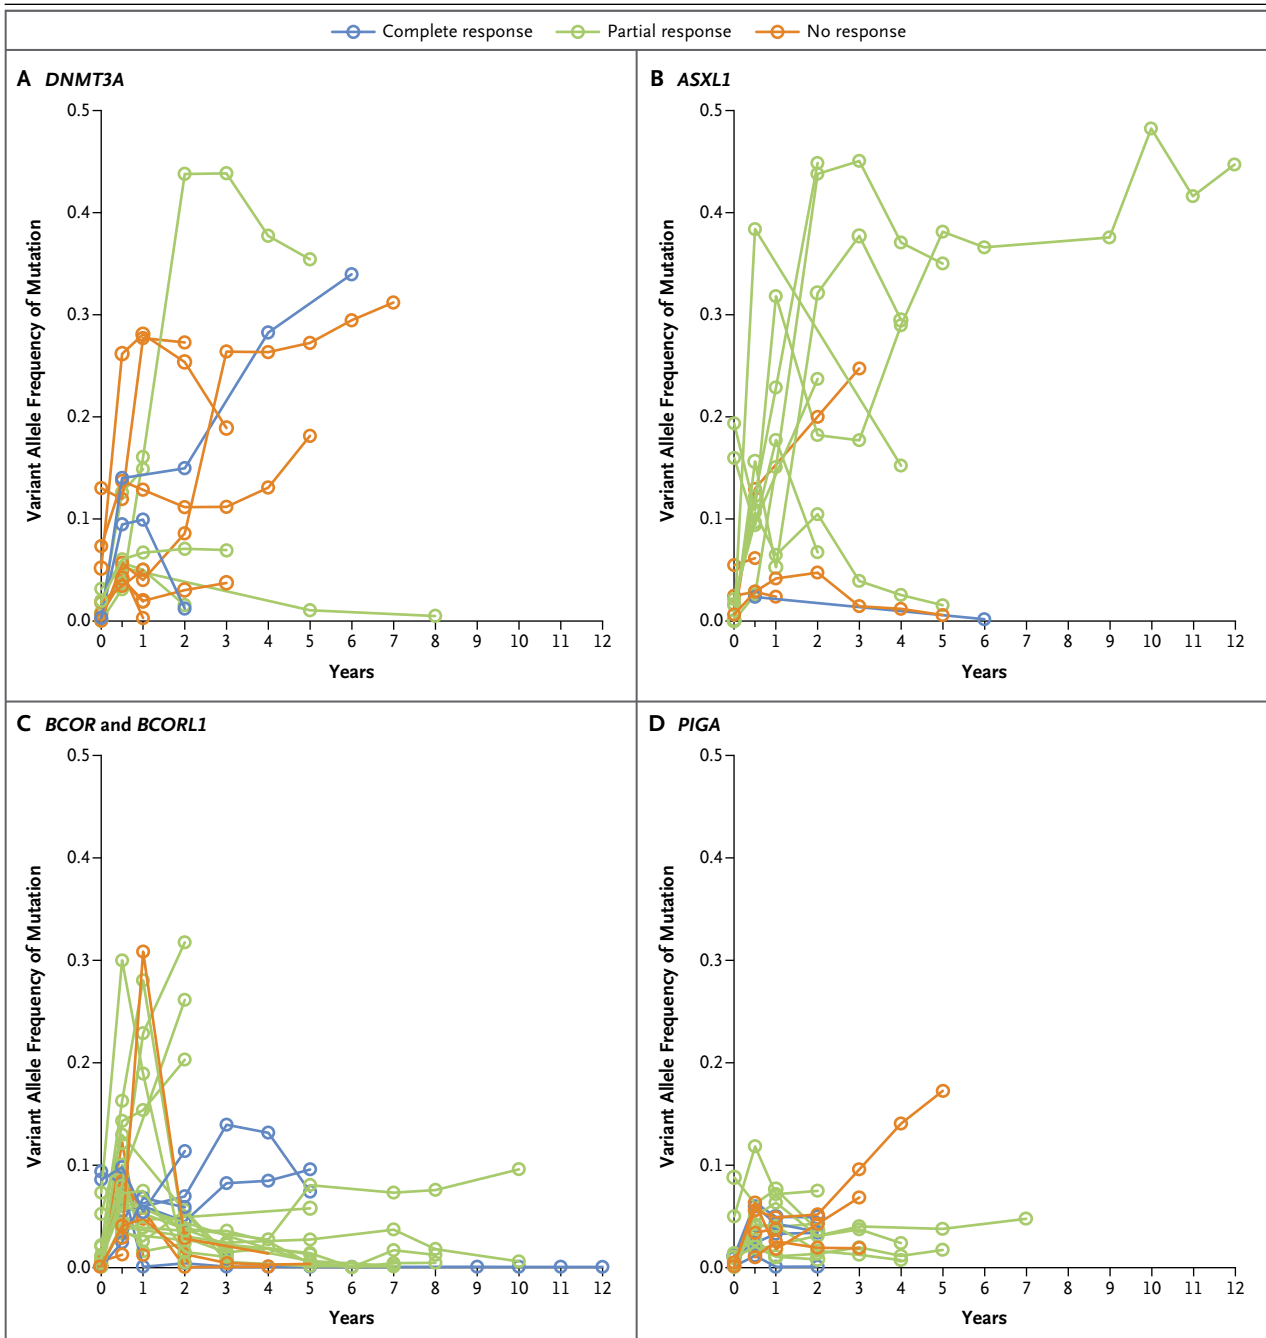 Complete response Partial response No response
A DNMT3A
0.5
0.4
0.3
0.2
0.1
0.0
Variant Allele Frequency of Mutation
0 1 2 3 4 5 6 7 8 9 10 11 12
Years
B ASXL1
0.5
0.4
0.3
0.2
0.1
0.0
Variant Allele Frequency of Mutation
0 1 2 3 4 5 6 7 8 9 10 11 12
Years
C BCOR and BCORL1
0.5
0.4
0.3
0.2
0.1
0.0
Variant Allele Frequency of Mutation
0 1 2 3 4 5 6 7 8 9 10 11 12
Years
D PIGA
0.5
0.4
0.3
0.2
0.1
0.0
Variant Allele Frequency of Mutation
0 1 2 3 4 5 6 7 8 9 10 11 12
Years